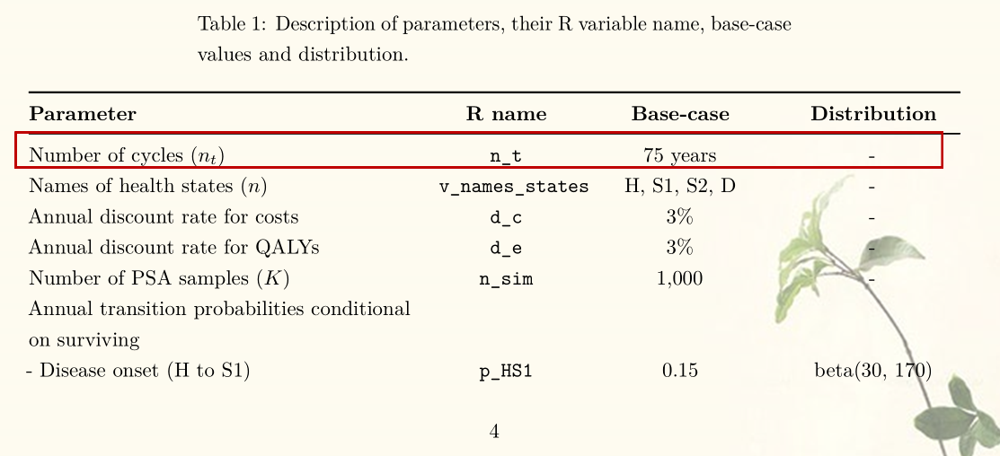 Table 1: Description of parameters, their R variable name, base-case
values and distribution.
Parameter R name Base-case Distribution
Number of cycles (n_t) n_t 75 years -
Names of health states (n) v_names_states H, S1, S2, D -
Annual discount rate for costs d_c 3% -
Annual discount rate for QALYs d_e 3% -
Number of PSA samples (K) n_sim 1,000 -
Annual transition probabilities conditional
on surviving
- Disease onset (H to S1) p_HS1 0.15 beta(30, 170)
4